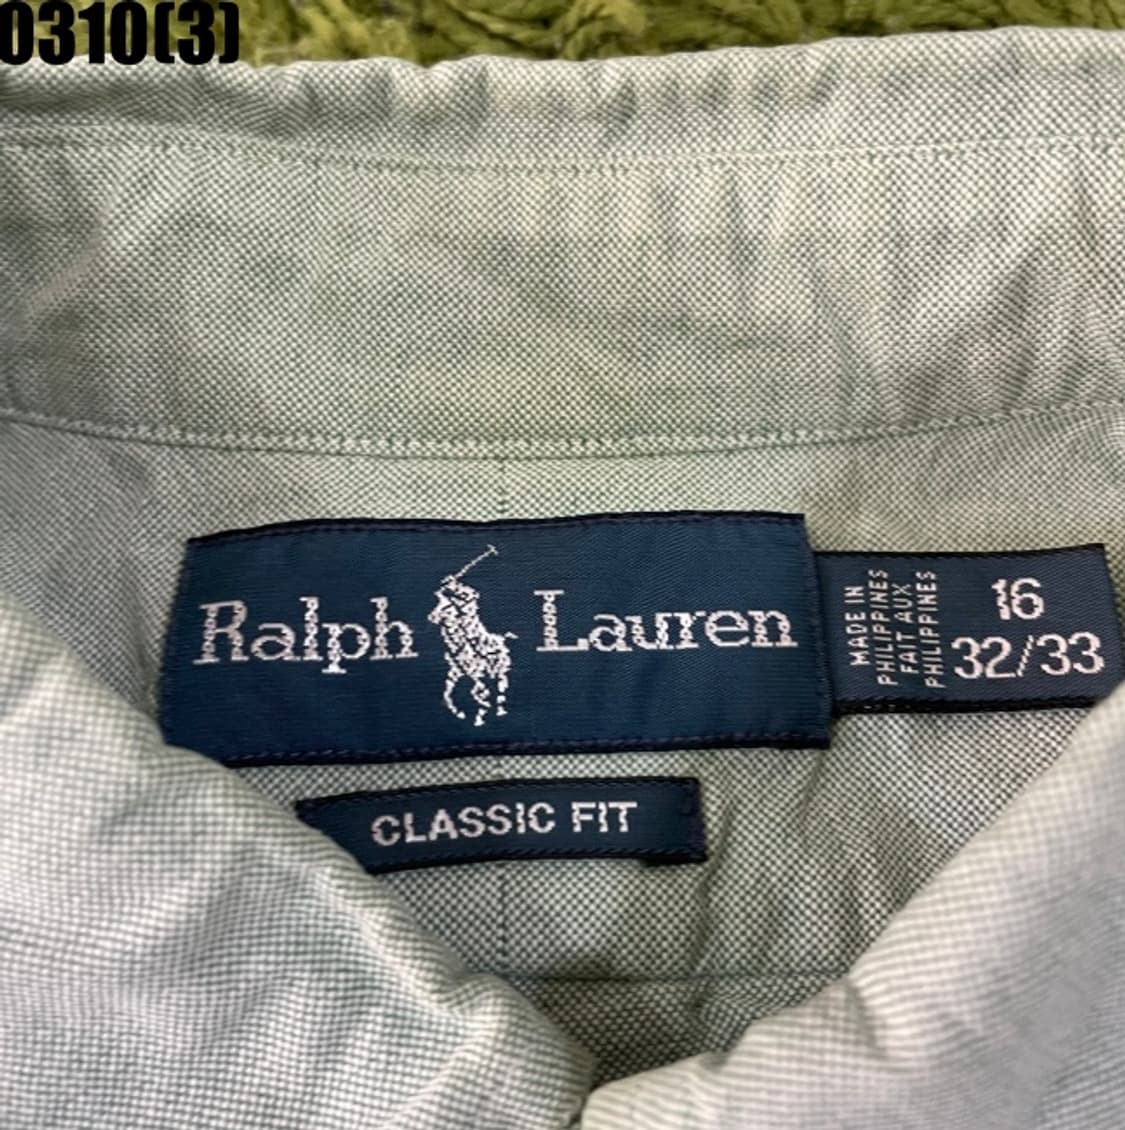 0310(3)
Ralph Lauren
MADE IN
PHILIPPINES
FAIT AUX
PHILIPPINES
16
32/33
CLASSIC FIT